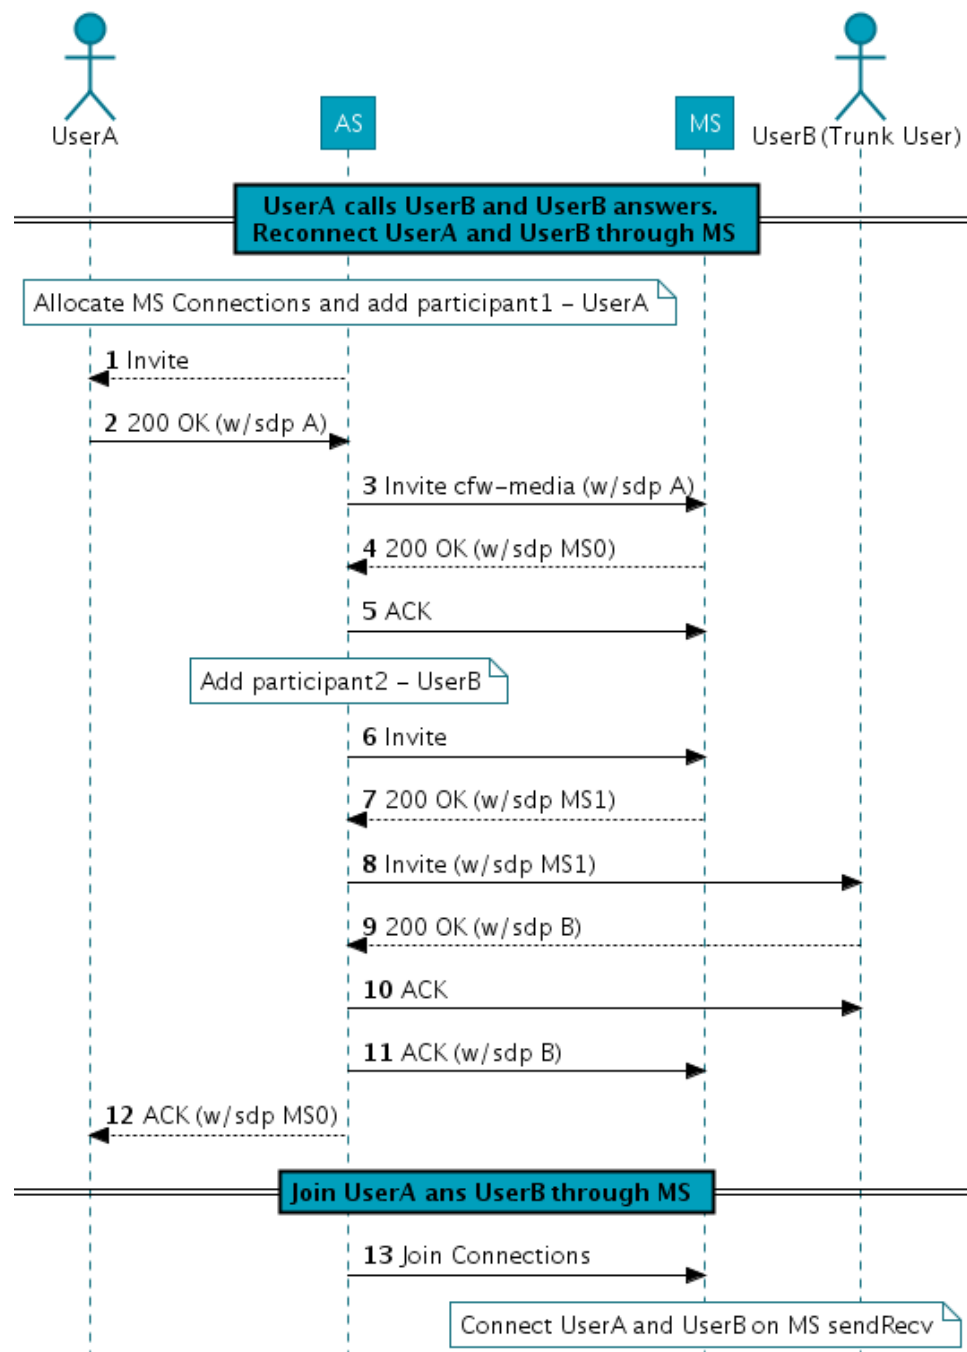 UserA
AS
MS
UserB (Trunk User)
UserA calls UserB and UserB answers.
Reconnect UserA and UserB through MS
Allocate MS Connections and add participant1 – UserA
1 Invite
2 200 OK (w/sdp A)
3 Invite cfw–media (w/sdp A)
4 200 OK (w/sdp MS0)
5 ACK
Add participant2 – UserB
6 Invite
7 200 OK (w/sdp MS1)
8 Invite (w/sdp MS1)
9 200 OK (w/sdp B)
10 ACK
11 ACK (w/sdp B)
12 ACK (w/sdp MS0)
Join UserA ans UserB through MS
13 Join Connections
Connect UserA and UserB on MS sendRecv